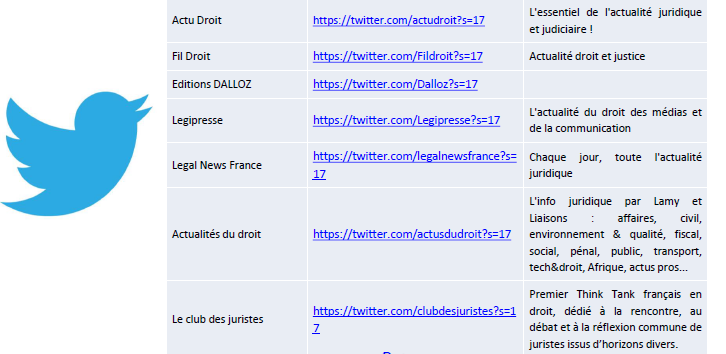 Actu Droit
https://twitter.com/actudroit?s=17
L'essentiel de l'actualité juridique
et judiciaire !
Fil Droit
https://twitter.com/Fildroit?s=17
Actualité droit et justice
Editions DALLOZ
https://twitter.com/Dalloz?s=17
Legipresse
https://twitter.com/Legipresse?s=17
L'actualité du droit des médias et
de la communication
Legal News France
https://twitter.com/legalnewsfrance?s=
17
Chaque jour, toute l'actualité
juridique
Actualités du droit
https://twitter.com/actusdudroit?s=17
L'info juridique par Lamy et
Liaisons : affaires, civil,
environnement & qualité, fiscal,
social, pénal, public, transport,
tech&droit, Afrique, actus pros...
Le club des juristes
https://twitter.com/clubdesjuristes?s=1
7
Premier Think Tank français en
droit, dédié à la rencontre, au
débat et à la réflexion commune de
juristes issus d'horizons divers.